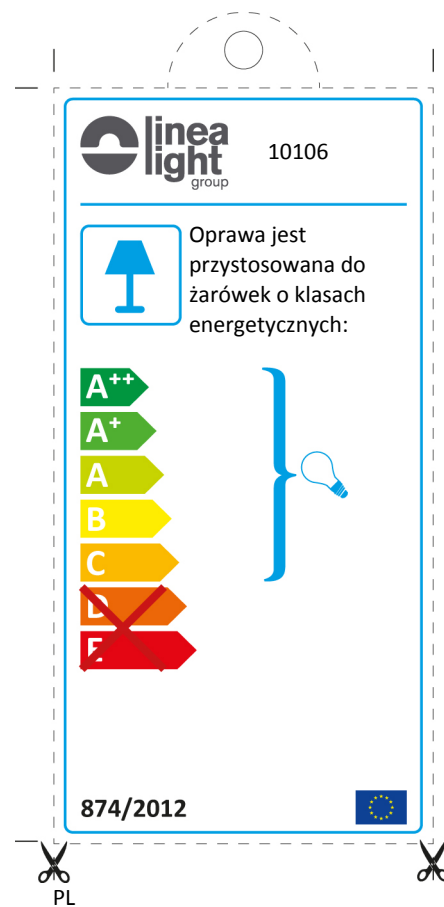 linea
light
group
10106
Oprawa jest
przystosowana do
żarówek o klasach
energetycznych:
A++
A+
A
B
C
D
E
874/2012
PL